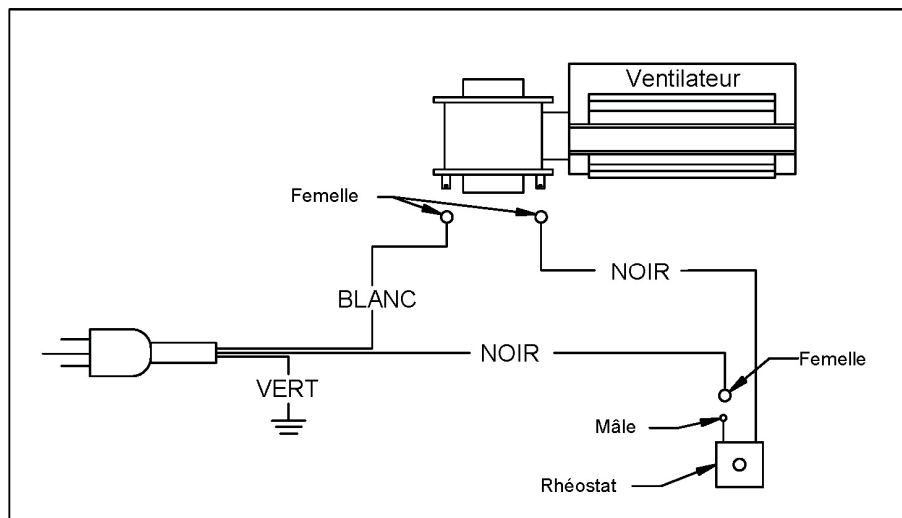 Ventilateur
Femelle
NOIR
BLANC
NOIR
Femelle
VERT
Mâle
Rhéostat